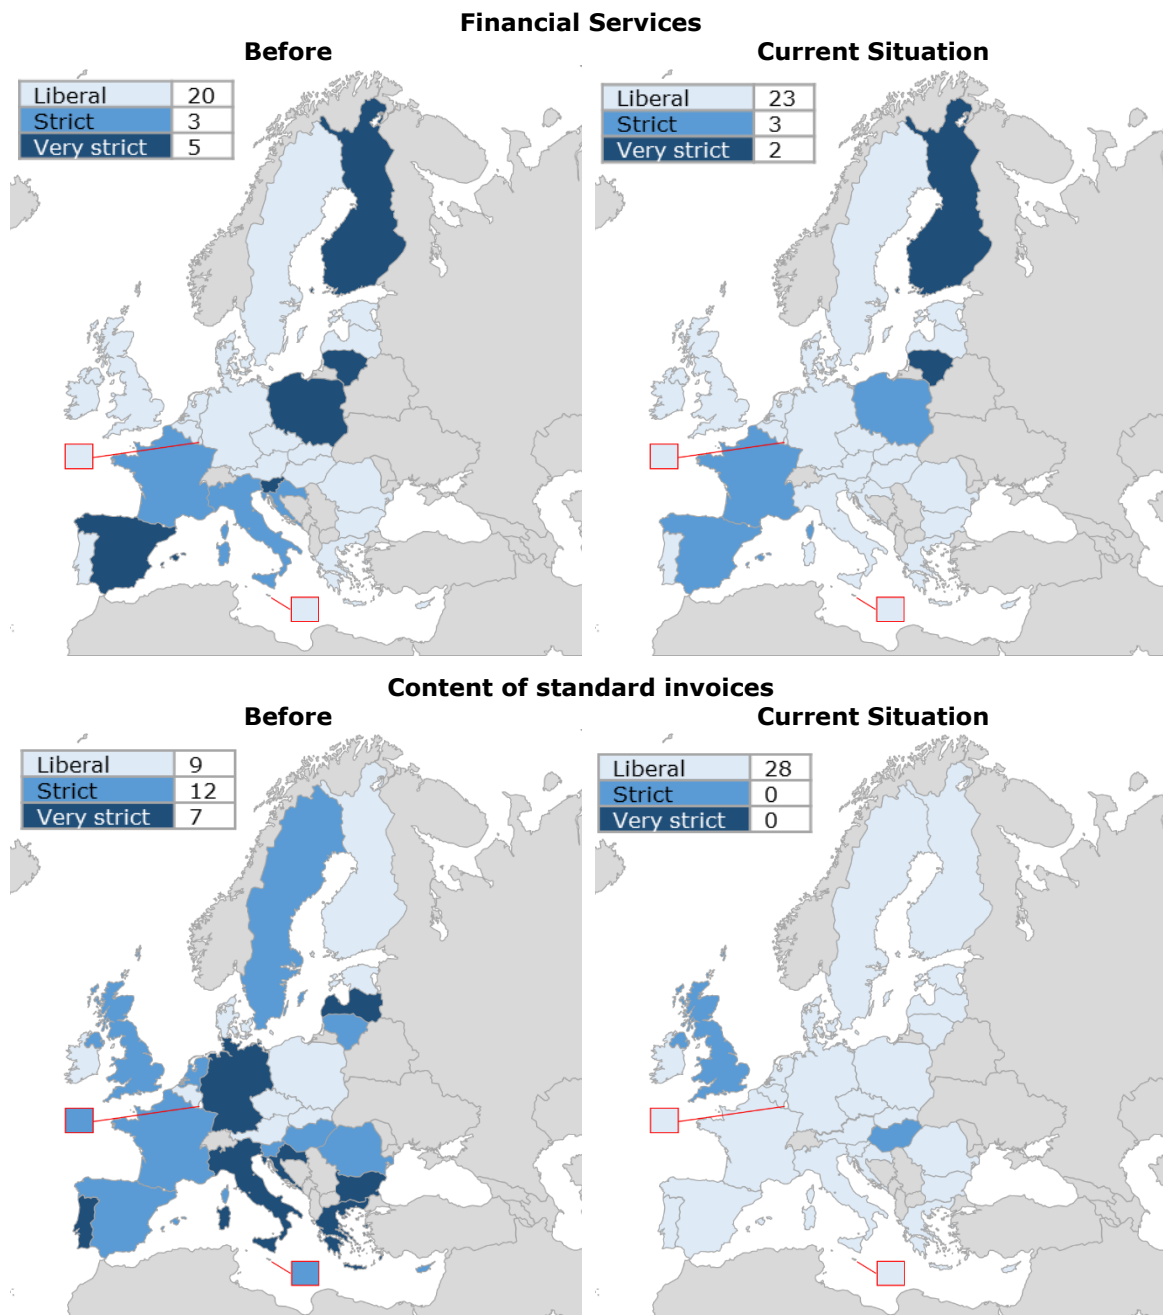 Financial Services
Before
Current Situation
Liberal 20
Strict 3
Very strict 5
Liberal 23
Strict 3
Very strict 2
Content of standard invoices
Before
Current Situation
Liberal 9
Strict 12
Very strict 7
Liberal 28
Strict 0
Very strict 0